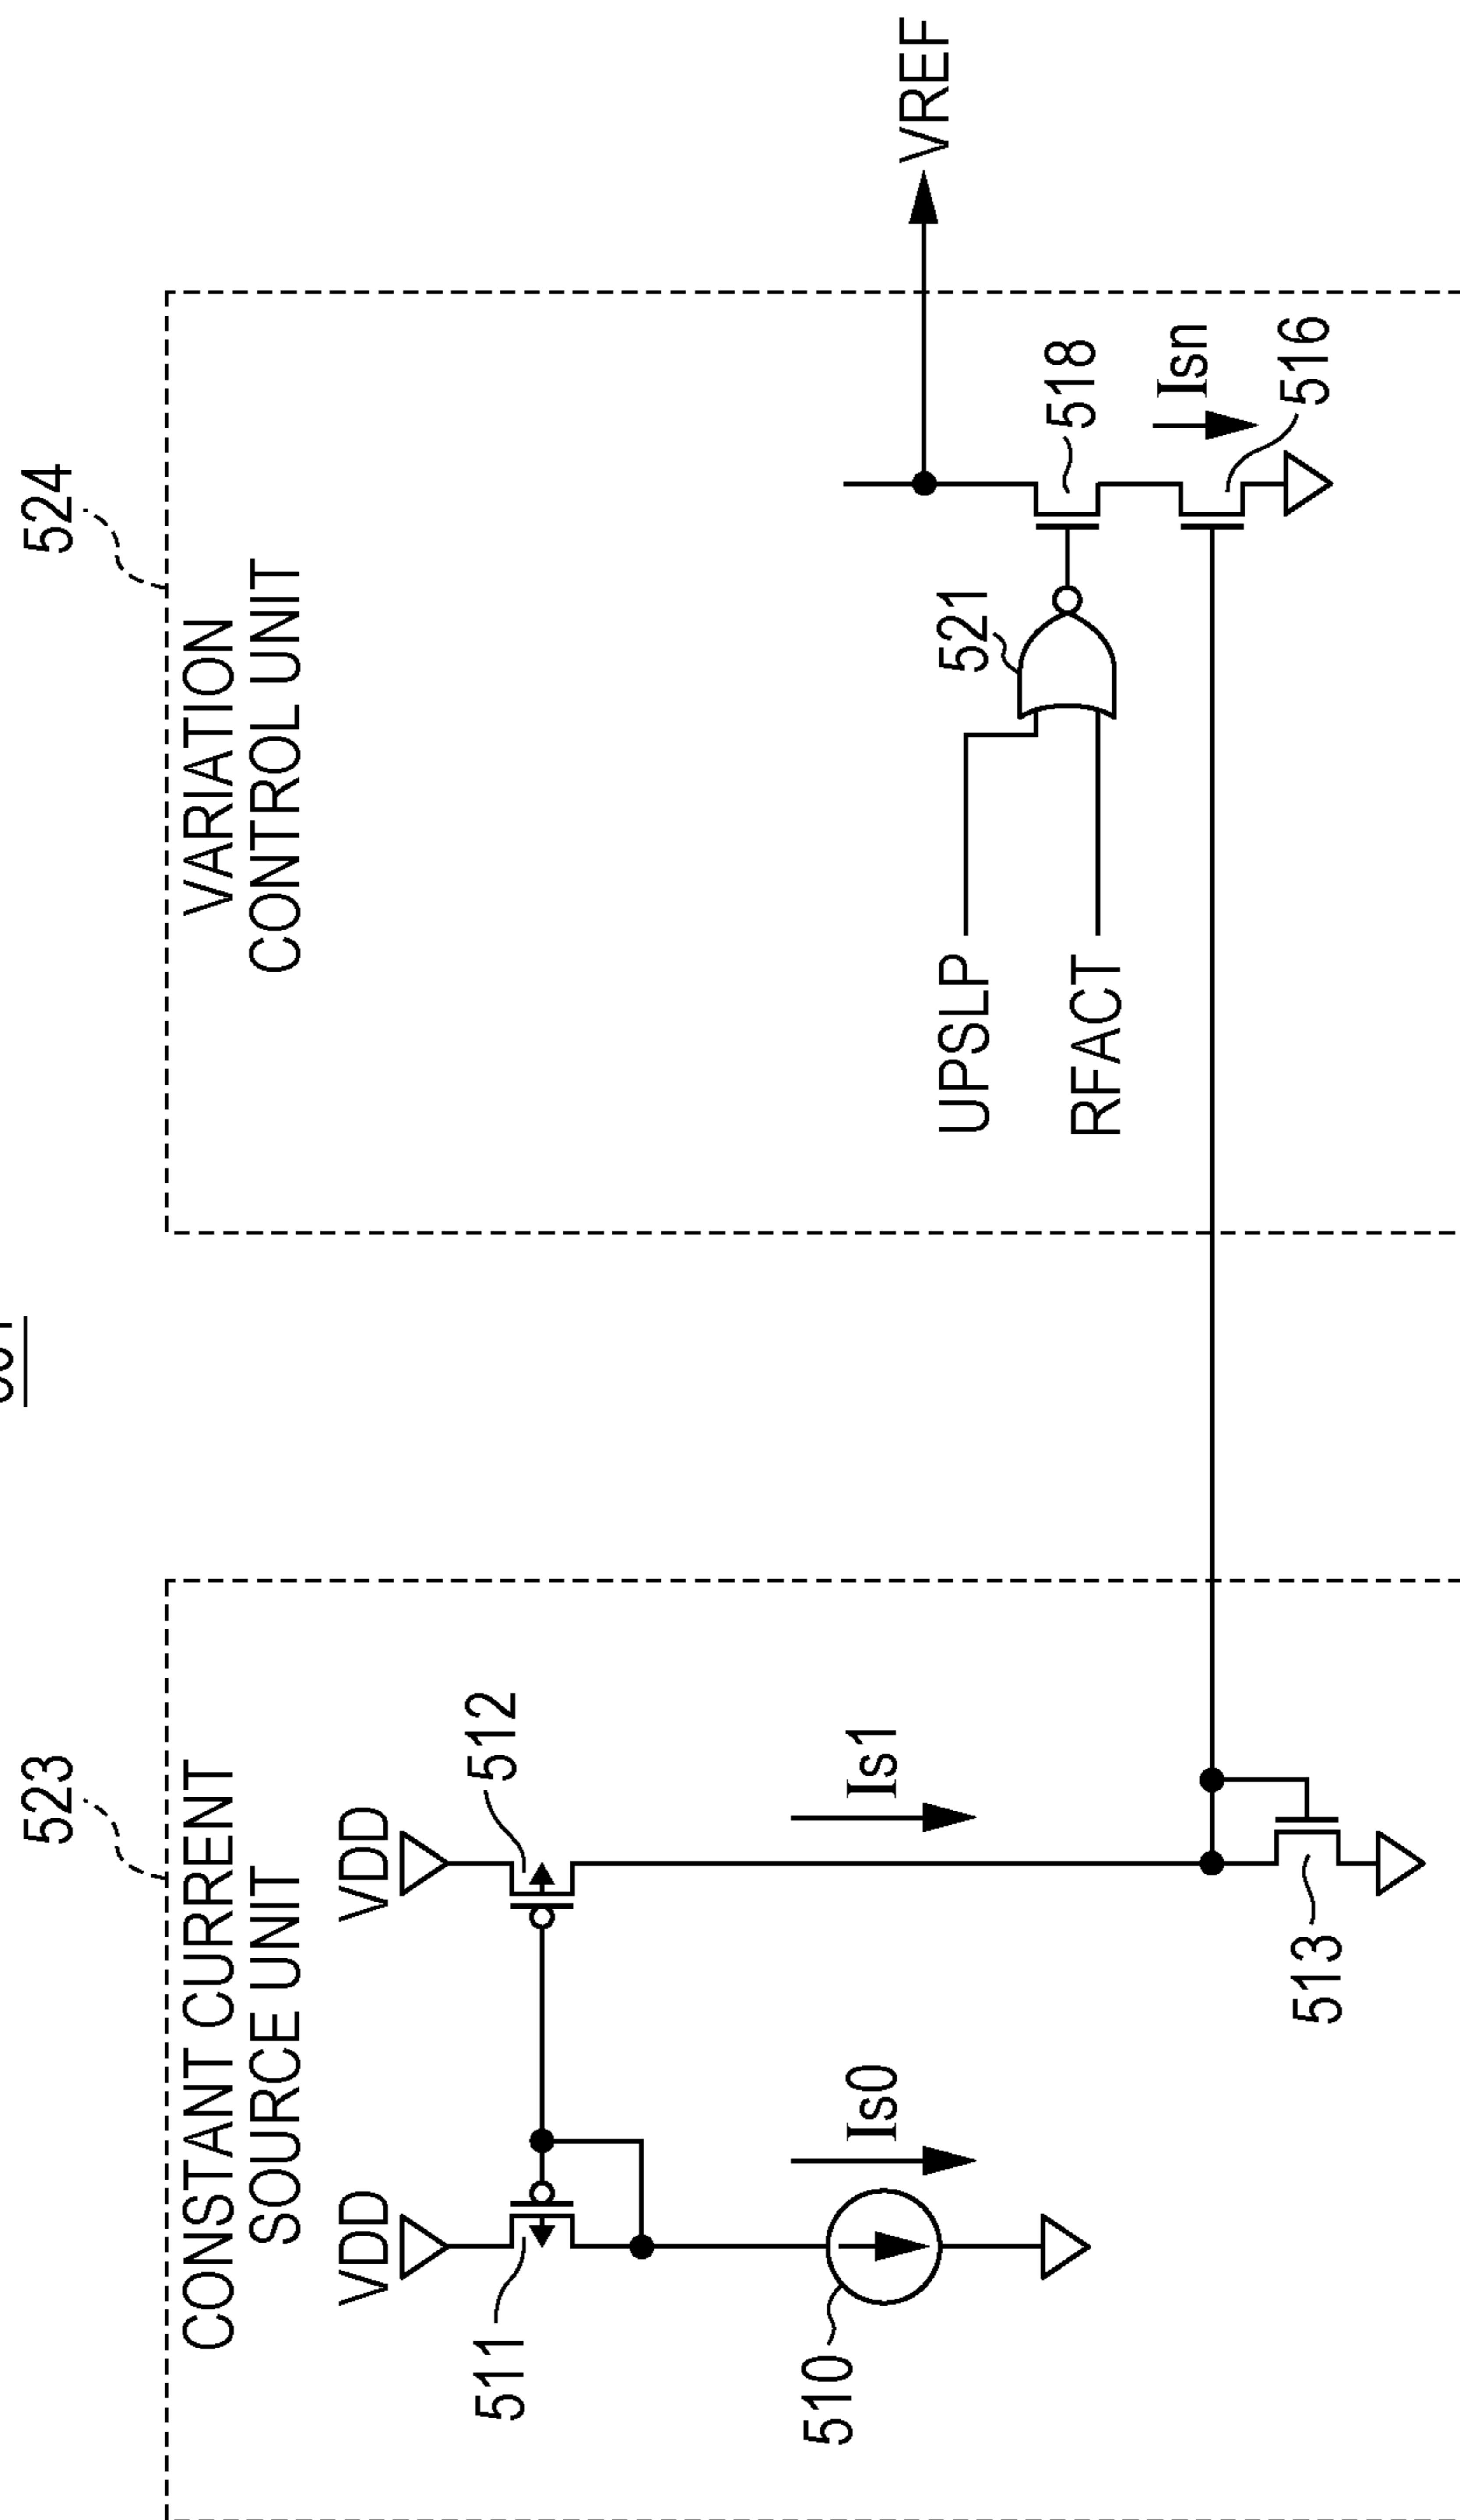 523
CONSTANT CURRENT
SOURCE UNIT
VDD
VDD
511
512
510
Is0
Is1
513
524
VARIATION
CONTROL UNIT
VREF
UPSLP
RFACT
521
518
Isn
516